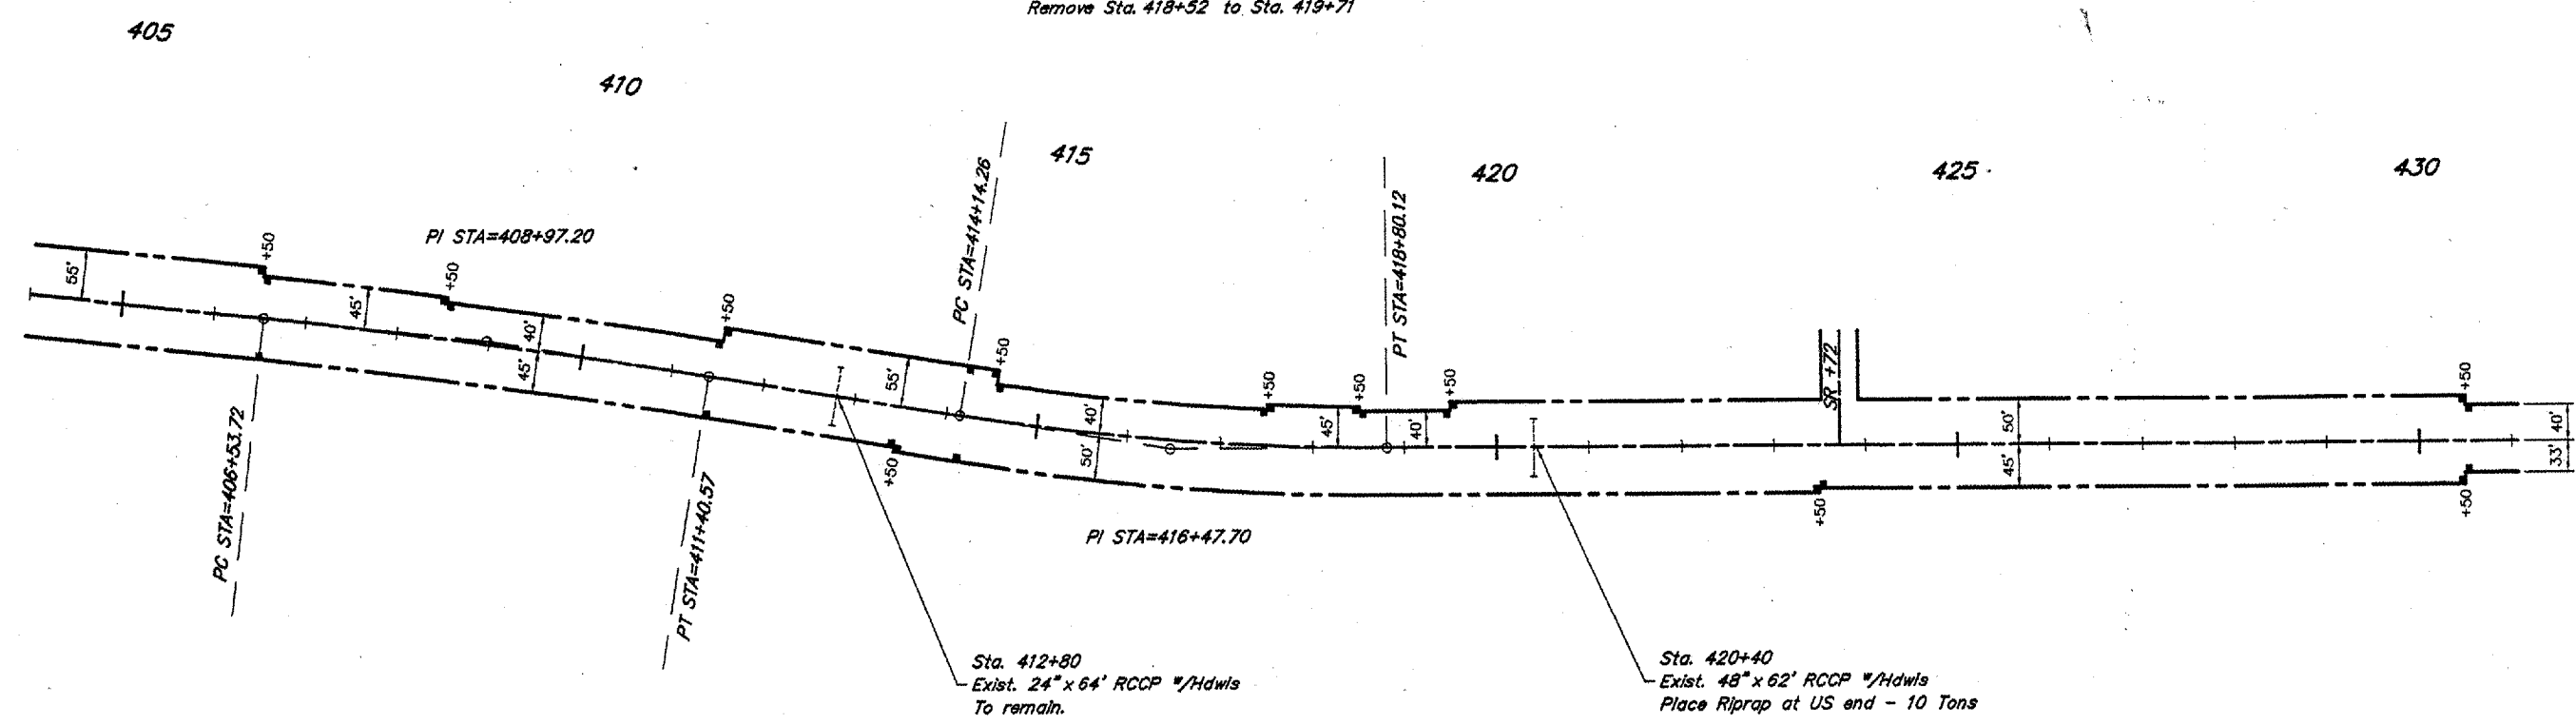 Remove Sta. 418+52 to Sta. 419+71
405
410
415
420
425
430
PI STA=408+97.20
PC STA=414+14.26
PT STA=418+80.12
+50
+50
+50
+50
+50
+50
+50
+50
55'
45'
40'
45'
55'
40'
50'
45'
40'
SR +72
50'
45'
40'
33'
+50
+50
+50
PC STA=406+53.72
PT STA=411+40.57
PI STA=416+47.70
Sta. 412+80
Exist. 24" x 64' RCCP w/Hdwls
To remain.
Sta. 420+40
Exist. 48" x 62' RCCP w/Hdwls
Place Riprap at US end - 10 Tons